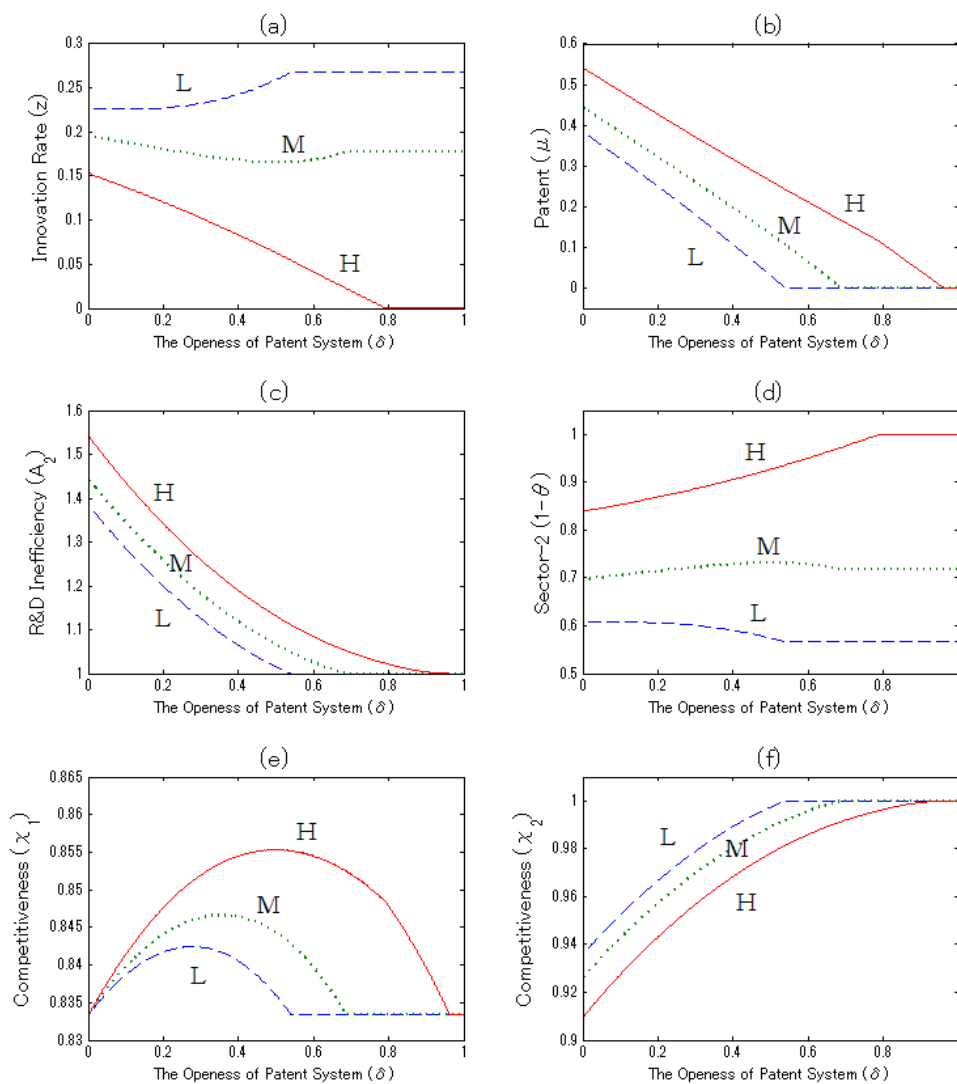 (a)
Innovation Rate (z)
0.3
0.25
0.2
0.15
0.1
0.05
0
L
M
H
0 0.2 0.4 0.6 0.8 1
The Openess of Patent System (δ)
(b)
Patent (μ)
0.6
0.5
0.4
0.3
0.2
0.1
0
H
M
L
0 0.2 0.4 0.6 0.8
The Openess of Patent System (δ)
(c)
R&D Inefficiency (A2)
1.6
1.5
1.4
1.3
1.2
1.1
1
H
M
L
0 0.2 0.4 0.6 0.8 1
The Openess of Patent System (δ)
(d)
Sector-2 (1-θ)
1
0.9
0.8
0.7
0.6
0.5
H
M
L
0 0.2 0.4 0.6 0.8
The Openess of Patent System (δ)
(e)
Competitiveness (χ1)
0.865
0.86
0.855
0.85
0.845
0.84
0.835
0.83
H
M
L
0 0.2 0.4 0.6 0.8 1
The Openess of Patent System (δ)
(f)
Competitiveness (χ2)
1
0.98
0.96
0.94
0.92
0.9
L
M
H
0 0.2 0.4 0.6 0.8
The Openess of Patent System (δ)